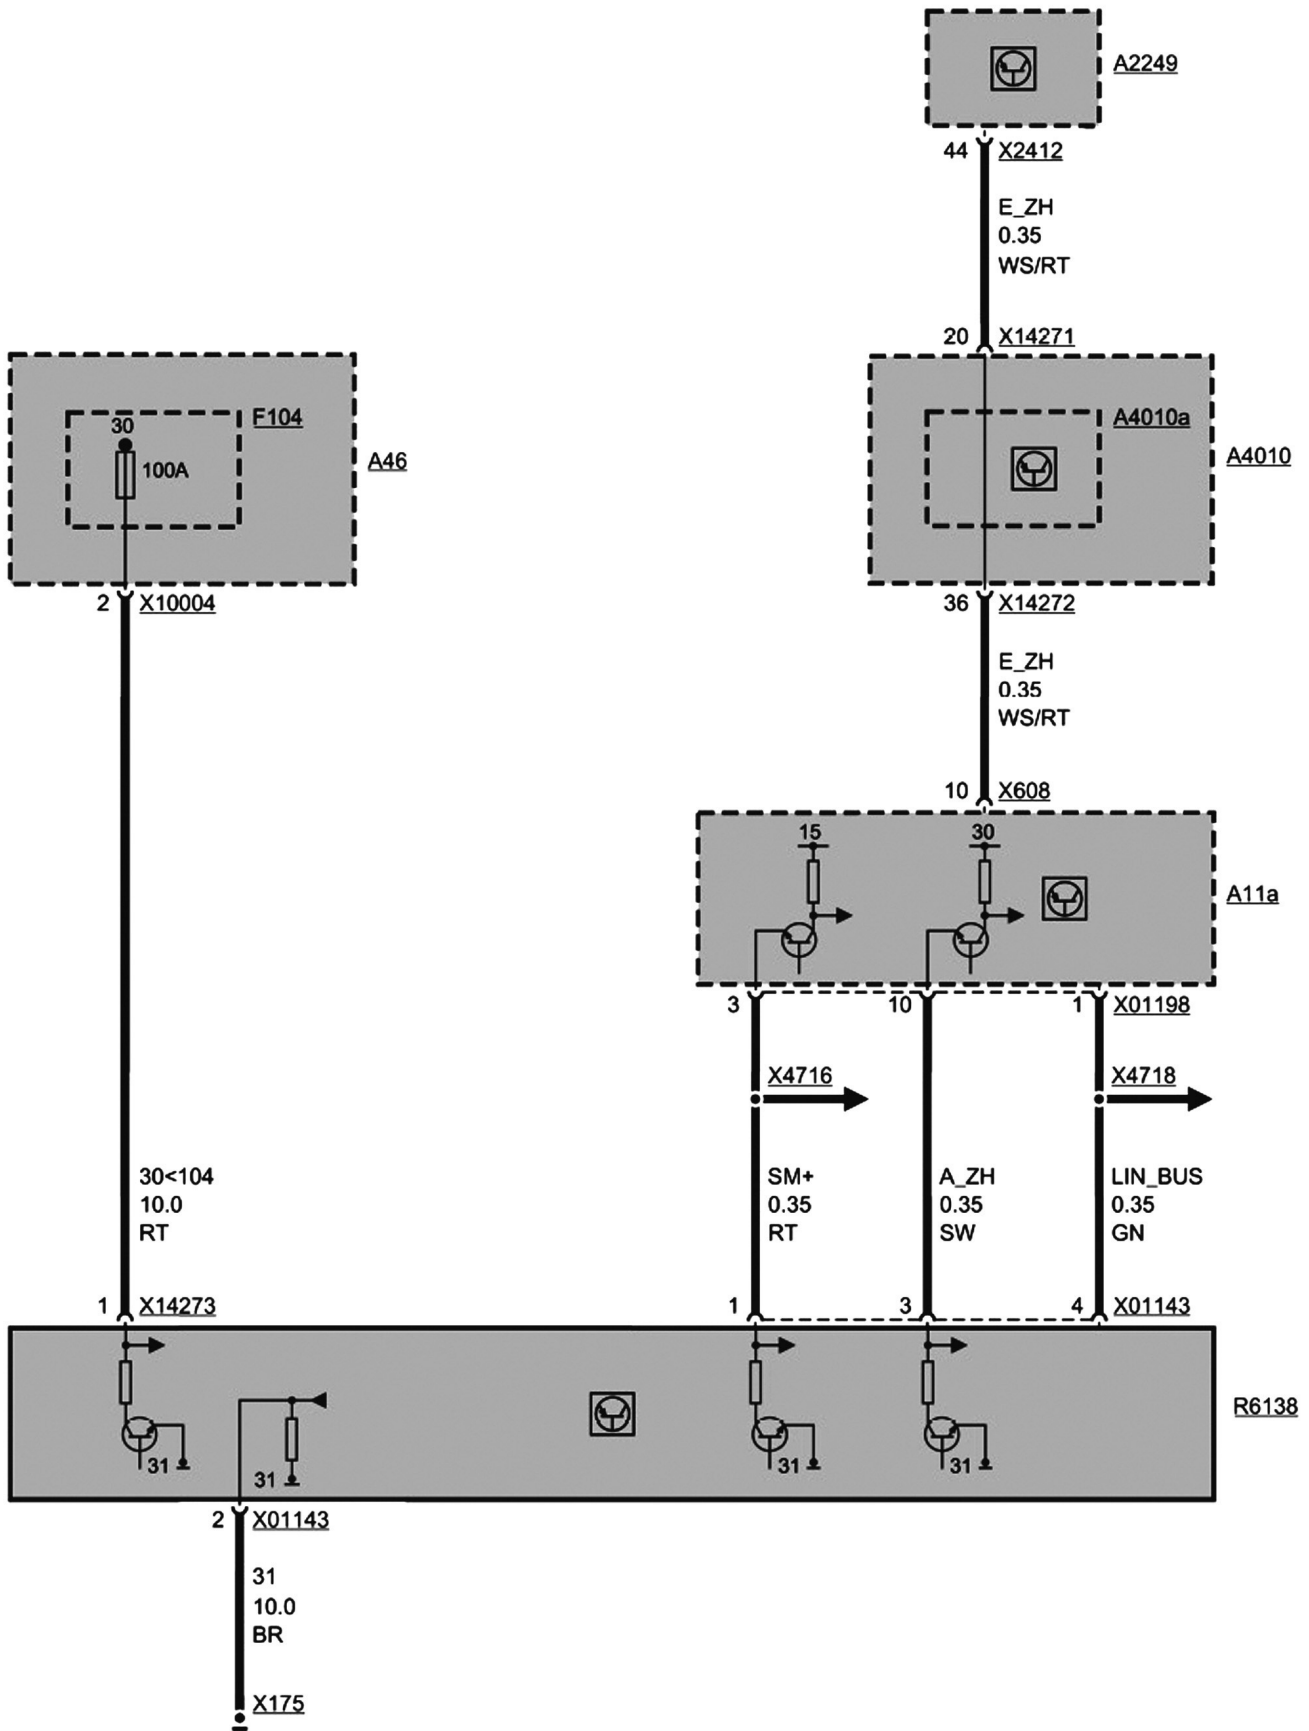 A2249
44 X2412
E_ZH
0.35
WS/RT
20 X14271
F104
30
100A
A46
A4010a
A4010
2 X10004
36 X14272
E_ZH
0.35
WS/RT
10 X608
15 30
A11a
3 10 1 X01198
X4716 X4718
30<104 SM+ A_ZH LIN_BUS
10.0 0.35 0.35 0.35
RT RT SW GN
1 X14273 1 3 4 X01143
R6138
31 31 31
31
2 X01143
31
10.0
BR
X175